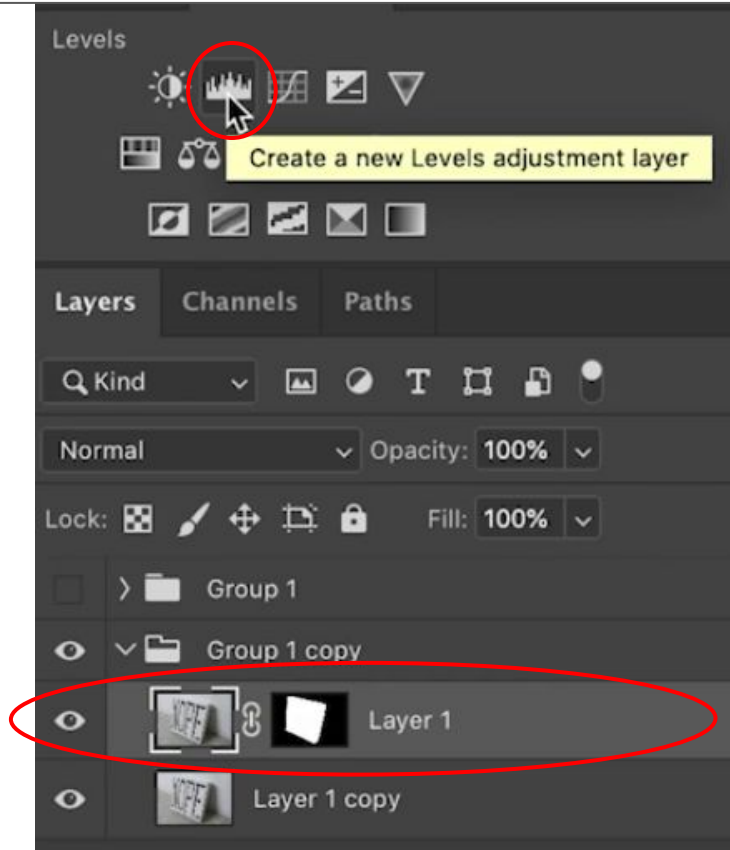 Levels
Create a new Levels adjustment layer
Layers Channels Paths
Kind T
Normal Opacity: 100%
Lock: Fill: 100%
Group 1
Group 1 copy
Layer 1
Layer 1 copy